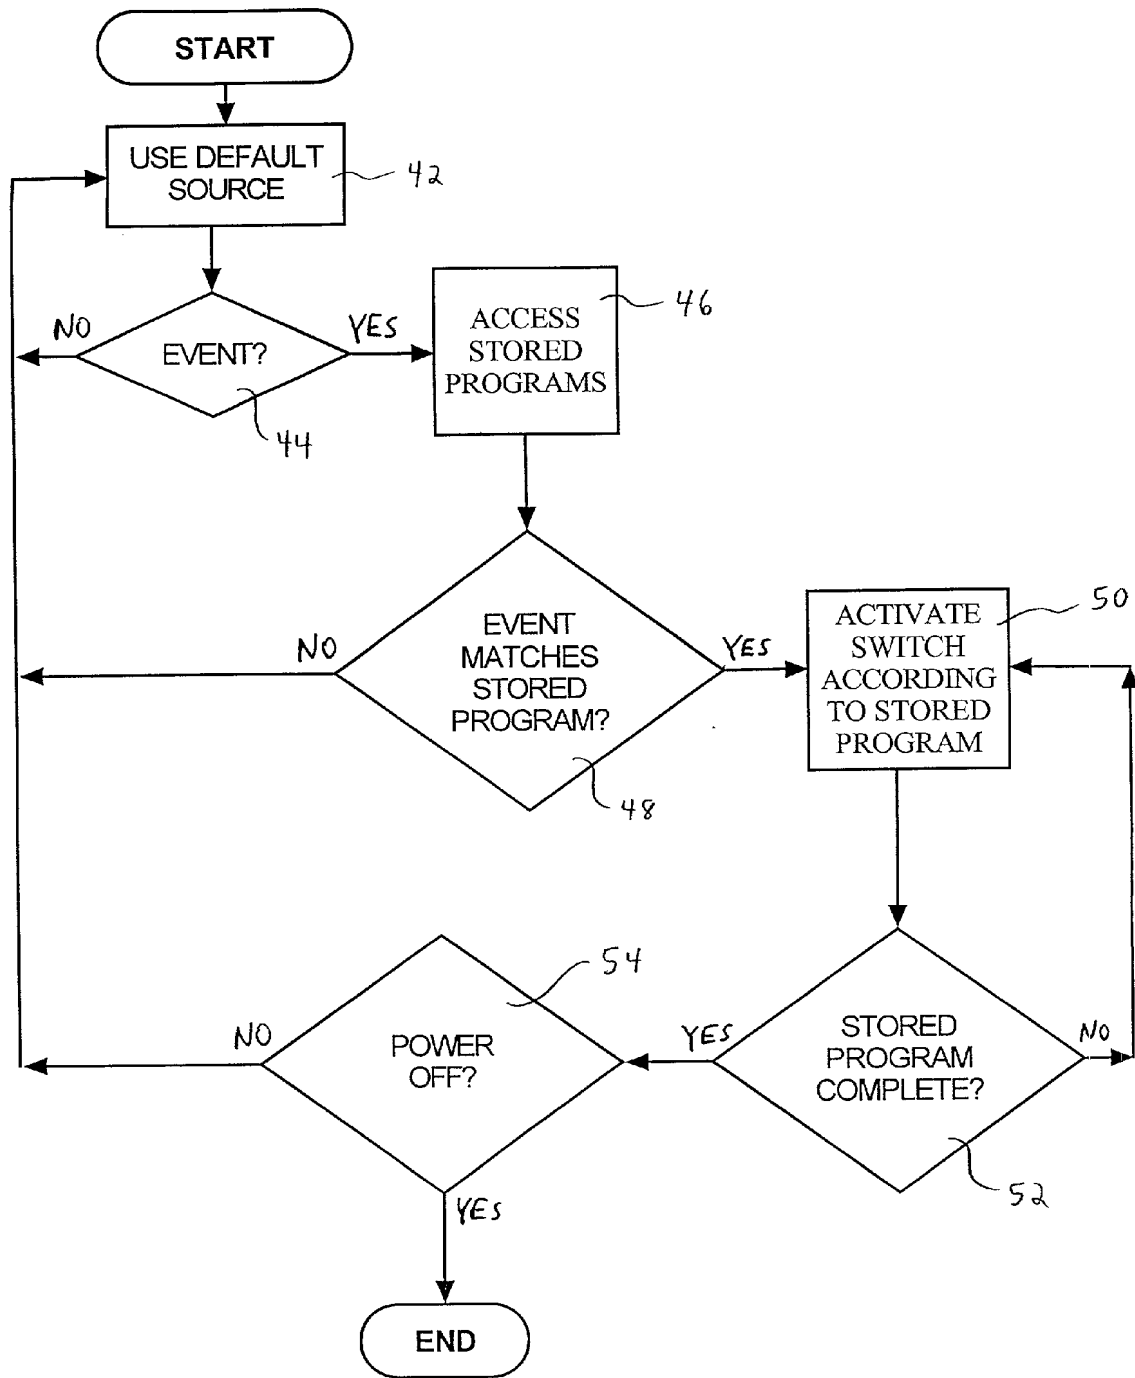 START
USE DEFAULT
SOURCE
42
NO
EVENT?
YES
44
ACCESS
STORED
PROGRAMS
46
NO
EVENT
MATCHES
STORED
PROGRAM?
YES
48
ACTIVATE
SWITCH
ACCORDING
TO STORED
PROGRAM
50
NO
POWER
OFF?
54
YES
STORED
PROGRAM
COMPLETE?
NO
52
YES
END